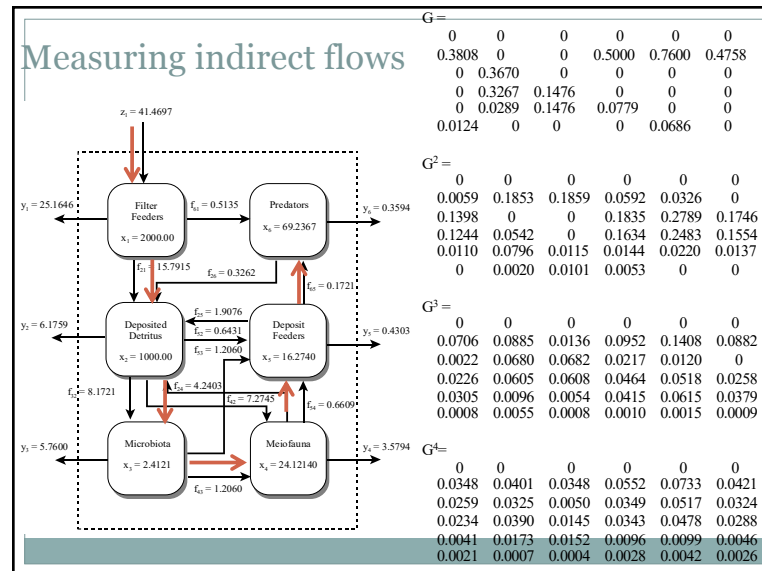 Measuring indirect flows
z₁ = 41.4697
y₁ = 25.1646
Filter
Feeders
x₁ = 2000.00
f₆₁ = 0.5135
Predators
x₆ = 69.2367
y₆ = 0.3594
f₂₁ = 15.7915
f₂₆ = 0.3262
f₆₅ = 0.1721
y₂ = 6.1759
Deposited
Detritus
x₂ = 1000.00
f₂₅ = 1.9076
f₅₂ = 0.6431
f₅₃ = 1.2060
Deposit
Feeders
x₅ = 16.2740
y₅ = 0.4303
f₃₂ = 8.1721
f₂₄ = 4.2403
f₄₂ = 7.2745
f₅₄ = 0.6609
y₃ = 5.7600
Microbiota
x₃ = 2.4121
Meiofauna
x₄ = 24.12140
y₄ = 3.5794
f₄₃ = 1.2060
G =
0 0 0 0 0 0
0.3808 0 0 0.5000 0.7600 0.4758
0 0.3670 0 0 0 0
0 0.3267 0.1476 0 0 0
0 0.0289 0.1476 0.0779 0 0
0.0124 0 0 0 0.0686 0
G² =
0 0 0 0 0 0
0.0059 0.1853 0.1859 0.0592 0.0326 0
0.1398 0 0 0.1835 0.2789 0.1746
0.1244 0.0542 0 0.1634 0.2483 0.1554
0.0110 0.0796 0.0115 0.0144 0.0220 0.0137
0 0.0020 0.0101 0.0053 0 0
G³ =
0 0 0 0 0 0
0.0706 0.0885 0.0136 0.0952 0.1408 0.0882
0.0022 0.0680 0.0682 0.0217 0.0120 0
0.0226 0.0605 0.0608 0.0464 0.0518 0.0258
0.0305 0.0096 0.0054 0.0415 0.0615 0.0379
0.0008 0.0055 0.0008 0.0010 0.0015 0.0009
G⁴=
0 0 0 0 0 0
0.0348 0.0401 0.0348 0.0552 0.0733 0.0421
0.0259 0.0325 0.0050 0.0349 0.0517 0.0324
0.0234 0.0390 0.0145 0.0343 0.0478 0.0288
0.0041 0.0173 0.0152 0.0096 0.0099 0.0046
0.0021 0.0007 0.0004 0.0028 0.0042 0.0026